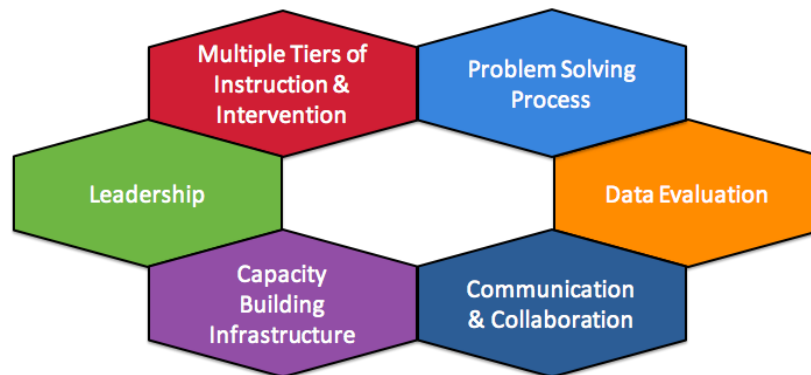 Multiple Tiers of
Instruction &
Intervention
Problem Solving
Process
Leadership
Data Evaluation
Capacity
Building
Infrastructure
Communication
& Collaboration